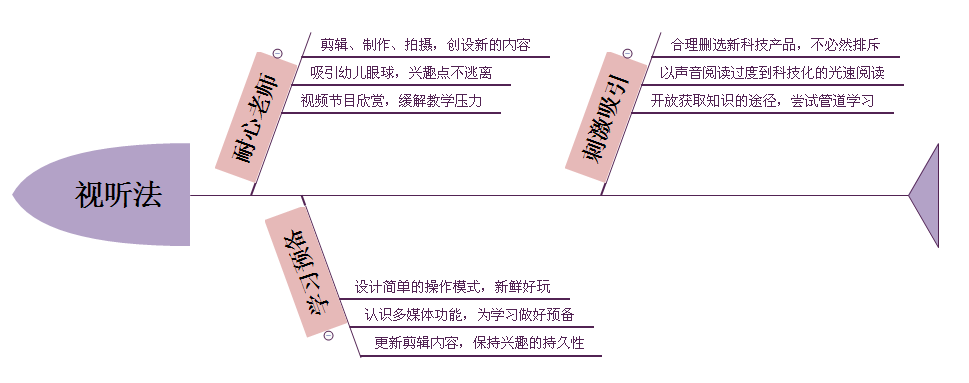 视听法
耐心老师
剪辑、制作、拍摄，创设新的内容
吸引幼儿眼球，兴趣点不逃离
视频节目欣赏，缓解教学压力
刺激吸引
合理删选新科技产品，不必然排斥
以声音阅读过度到科技化的光速阅读
开放获取知识的途径，尝试管道学习
学习预备
设计简单的操作模式，新鲜好玩
认识多媒体功能，为学习做好预备
更新剪辑内容，保持兴趣的持久性